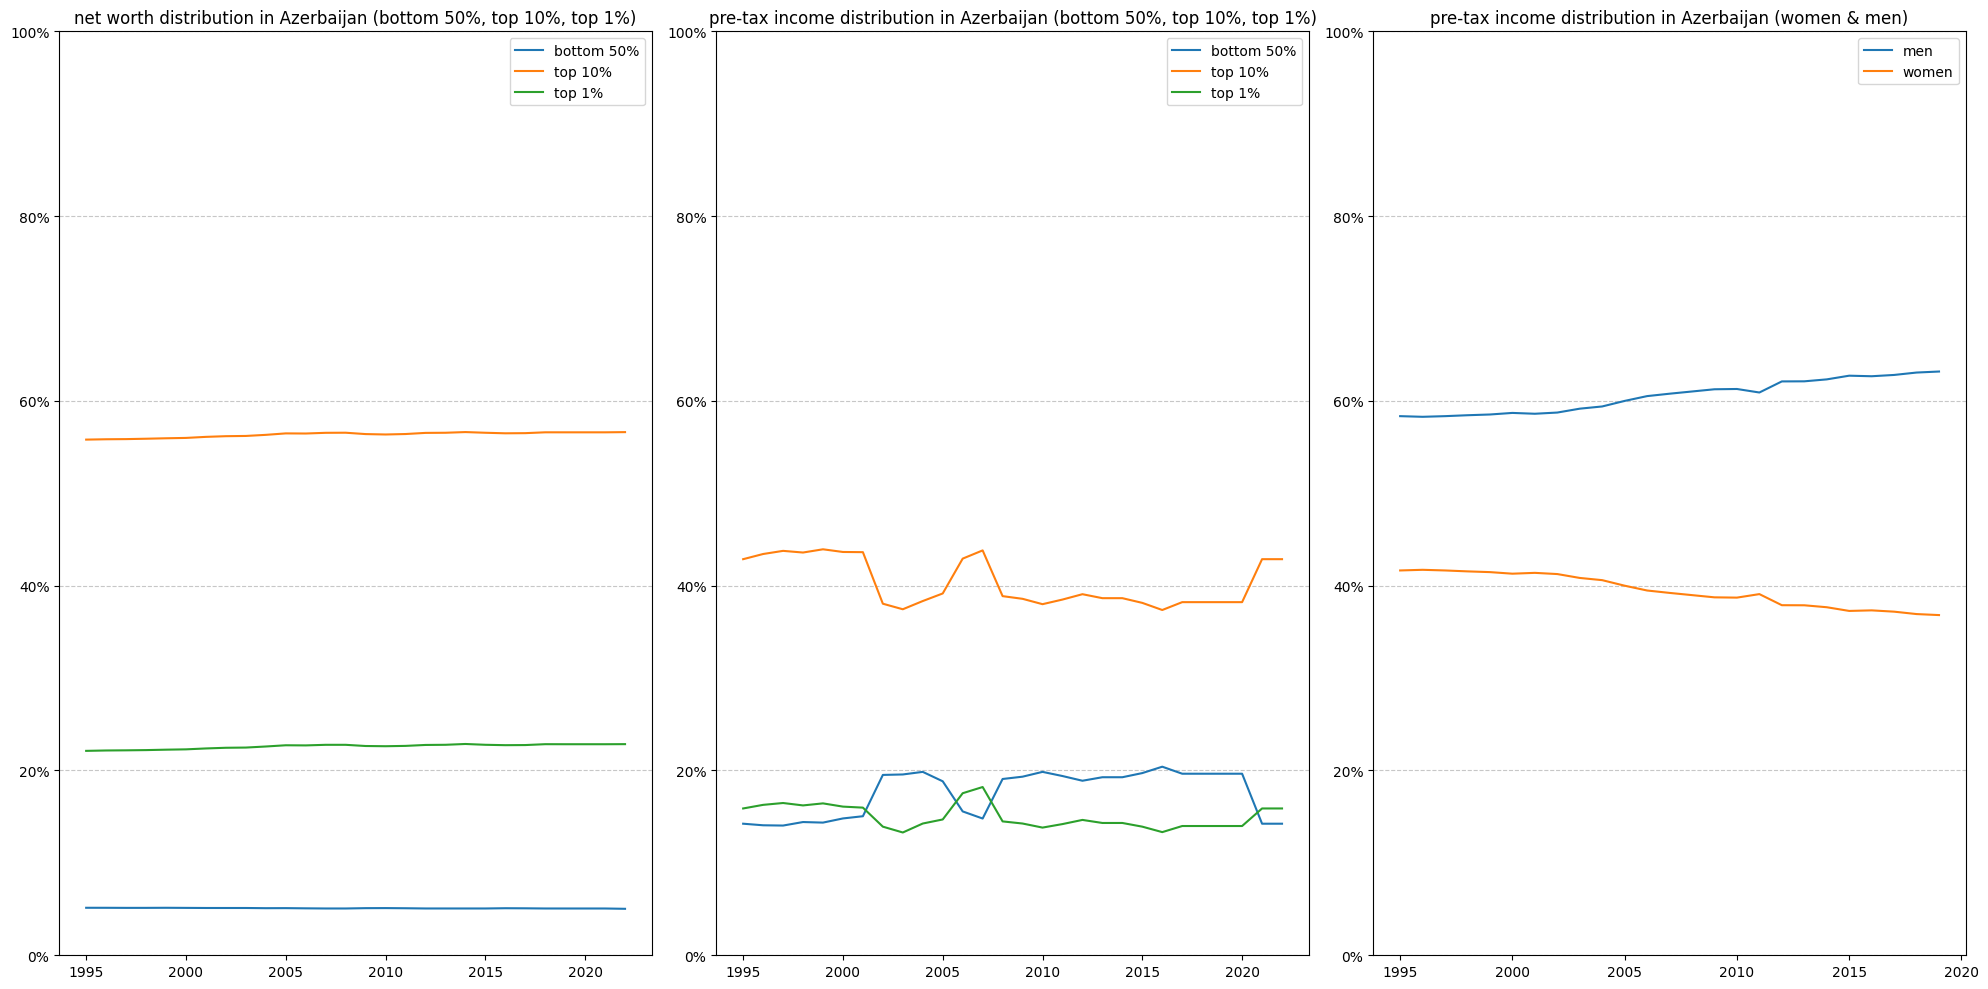 net worth distribution in Azerbaijan (bottom 50%, top 10%, top 1%)
100%
80%
60%
40%
20%
0%
1995 2000 2005 2010 2015 2020
bottom 50%
top 10%
top 1%
pre-tax income distribution in Azerbaijan (bottom 50%, top 10%, top 1%)
100%
80%
60%
40%
20%
0%
1995 2000 2005 2010 2015 2020
bottom 50%
top 10%
top 1%
pre-tax income distribution in Azerbaijan (women & men)
100%
80%
60%
40%
20%
0%
1995 2000 2005 2010 2015 2020
men
women